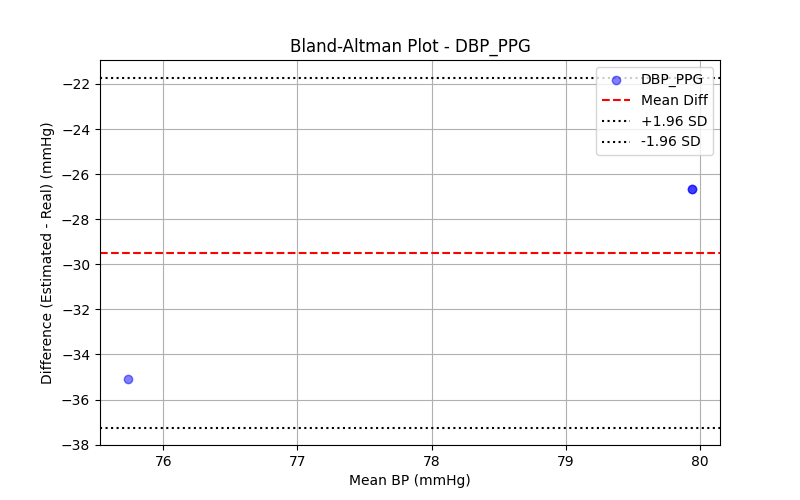 Bland-Altman Plot - DBP_PPG
DBP_PPG
Mean Diff
+1.96 SD
-1.96 SD
Difference (Estimated - Real) (mmHg)
−22
−24
−26
−28
−30
−32
−34
−36
−38
76 77 78 79 80
Mean BP (mmHg)